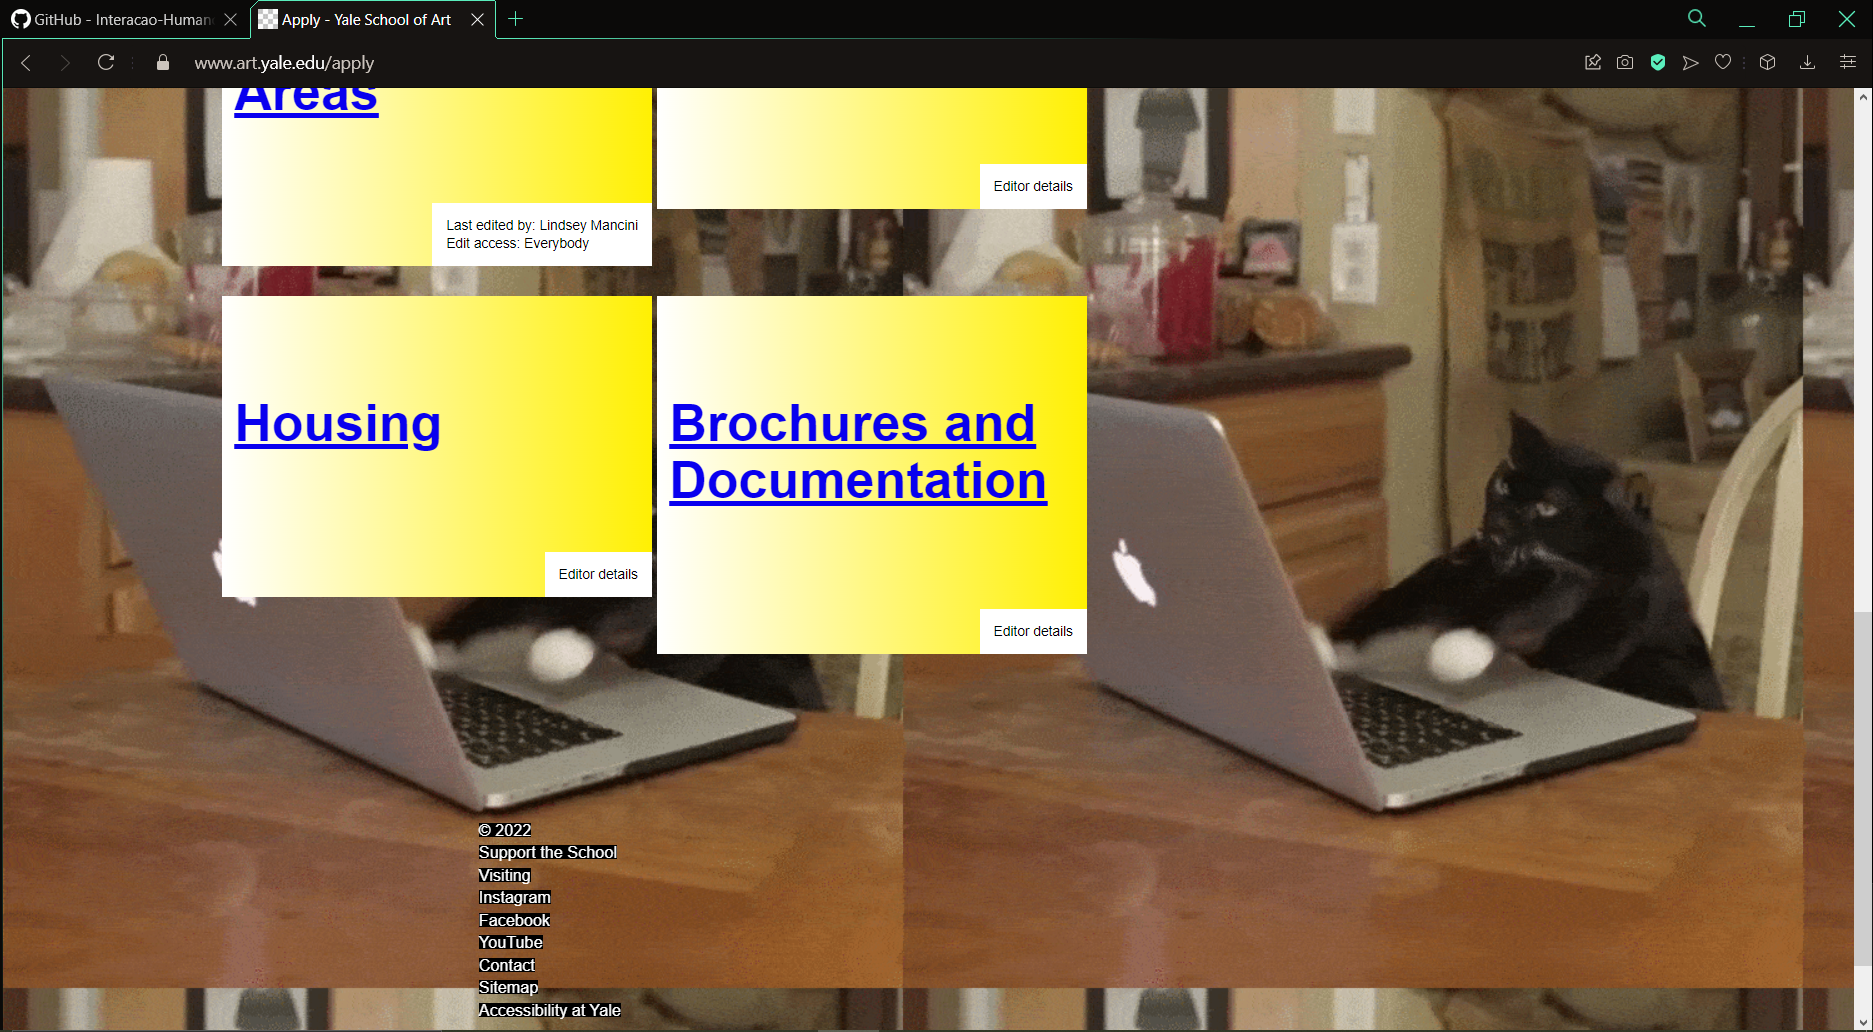 GitHub - Interacao-Human
Apply - Yale School of Art
www.art.yale.edu/apply
Areas
Editor details
Last edited by: Lindsey Mancini
Edit access: Everybody
Housing
Brochures and
Documentation
Editor details
Editor details
© 2022
Support the School
Visiting
Instagram
Facebook
YouTube
Contact
Sitemap
Accessibility at Yale